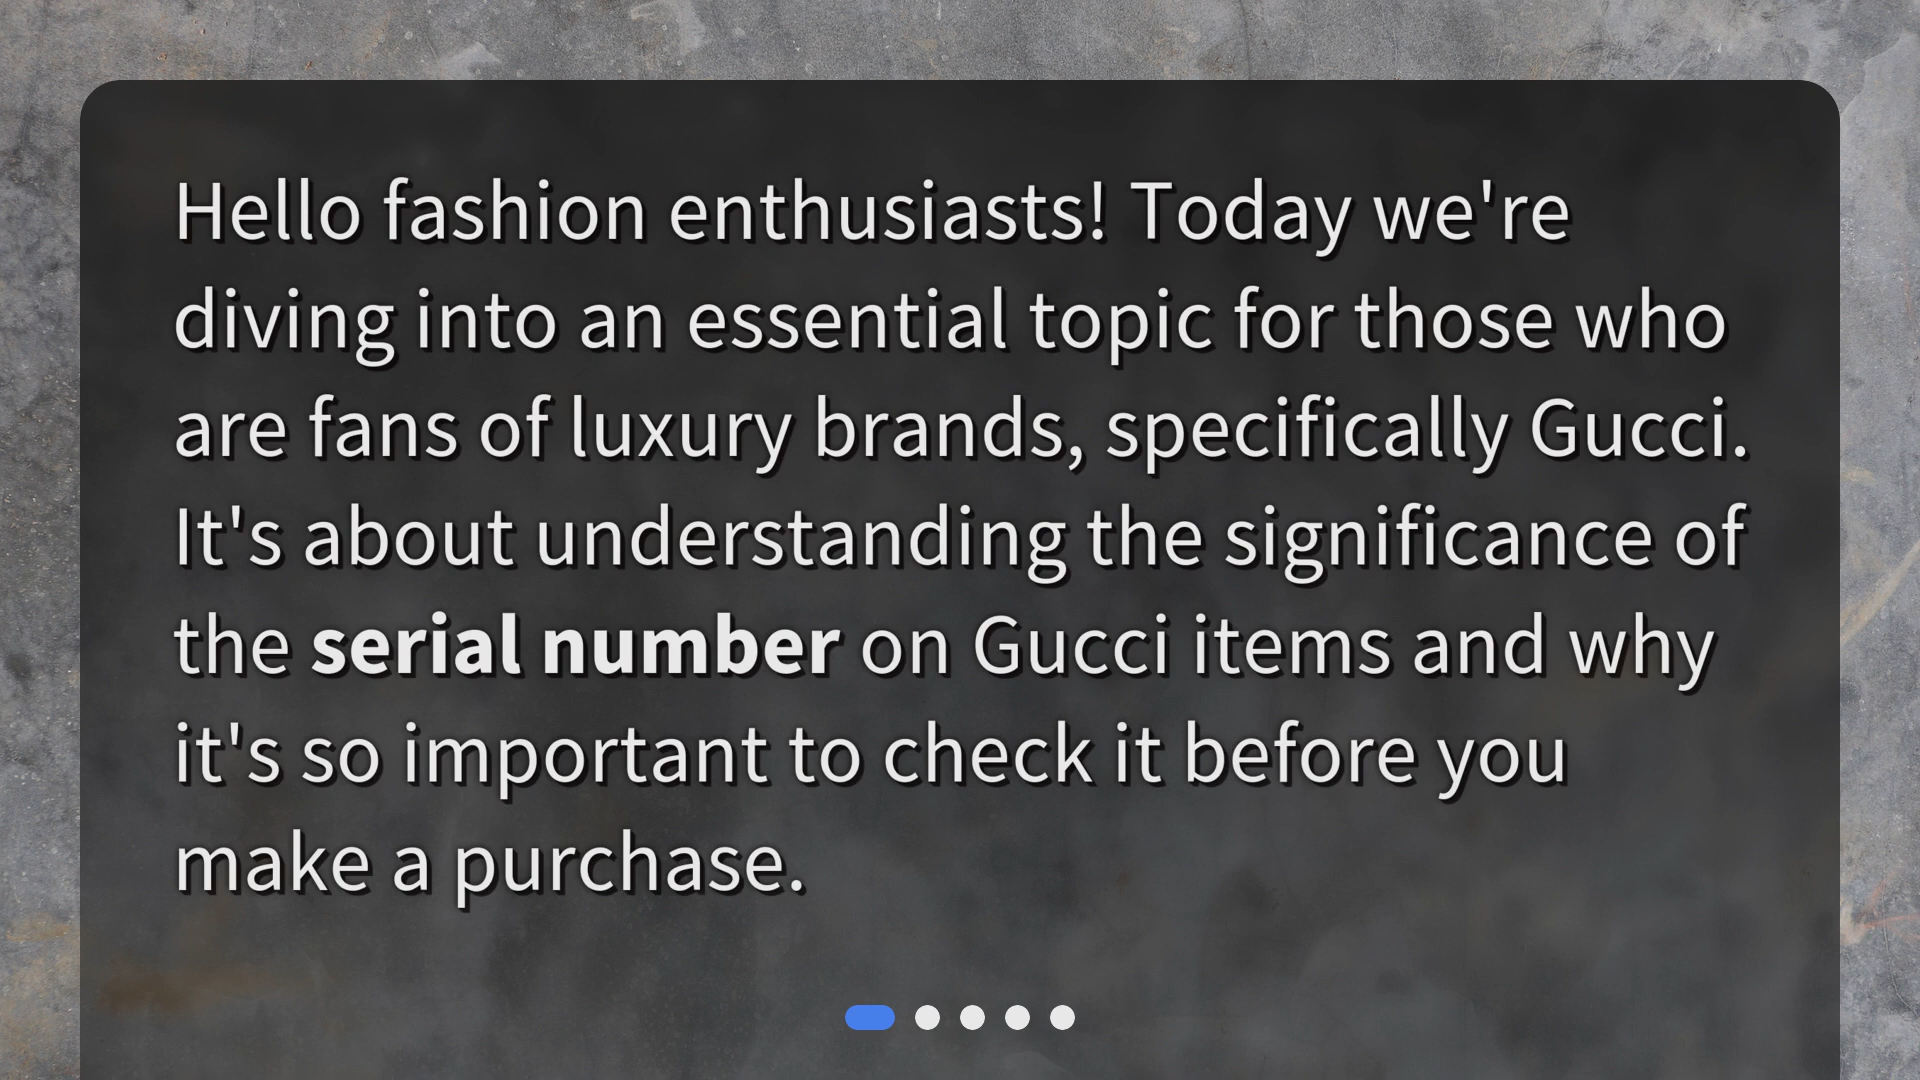 Hello fashion enthusiasts! Today we're
diving into an essential topic for those who
are fans of luxury brands, specifically Gucci.
It's about understanding the significance of
the serial number on Gucci items and why
it's so important to check it before you
make a purchase.